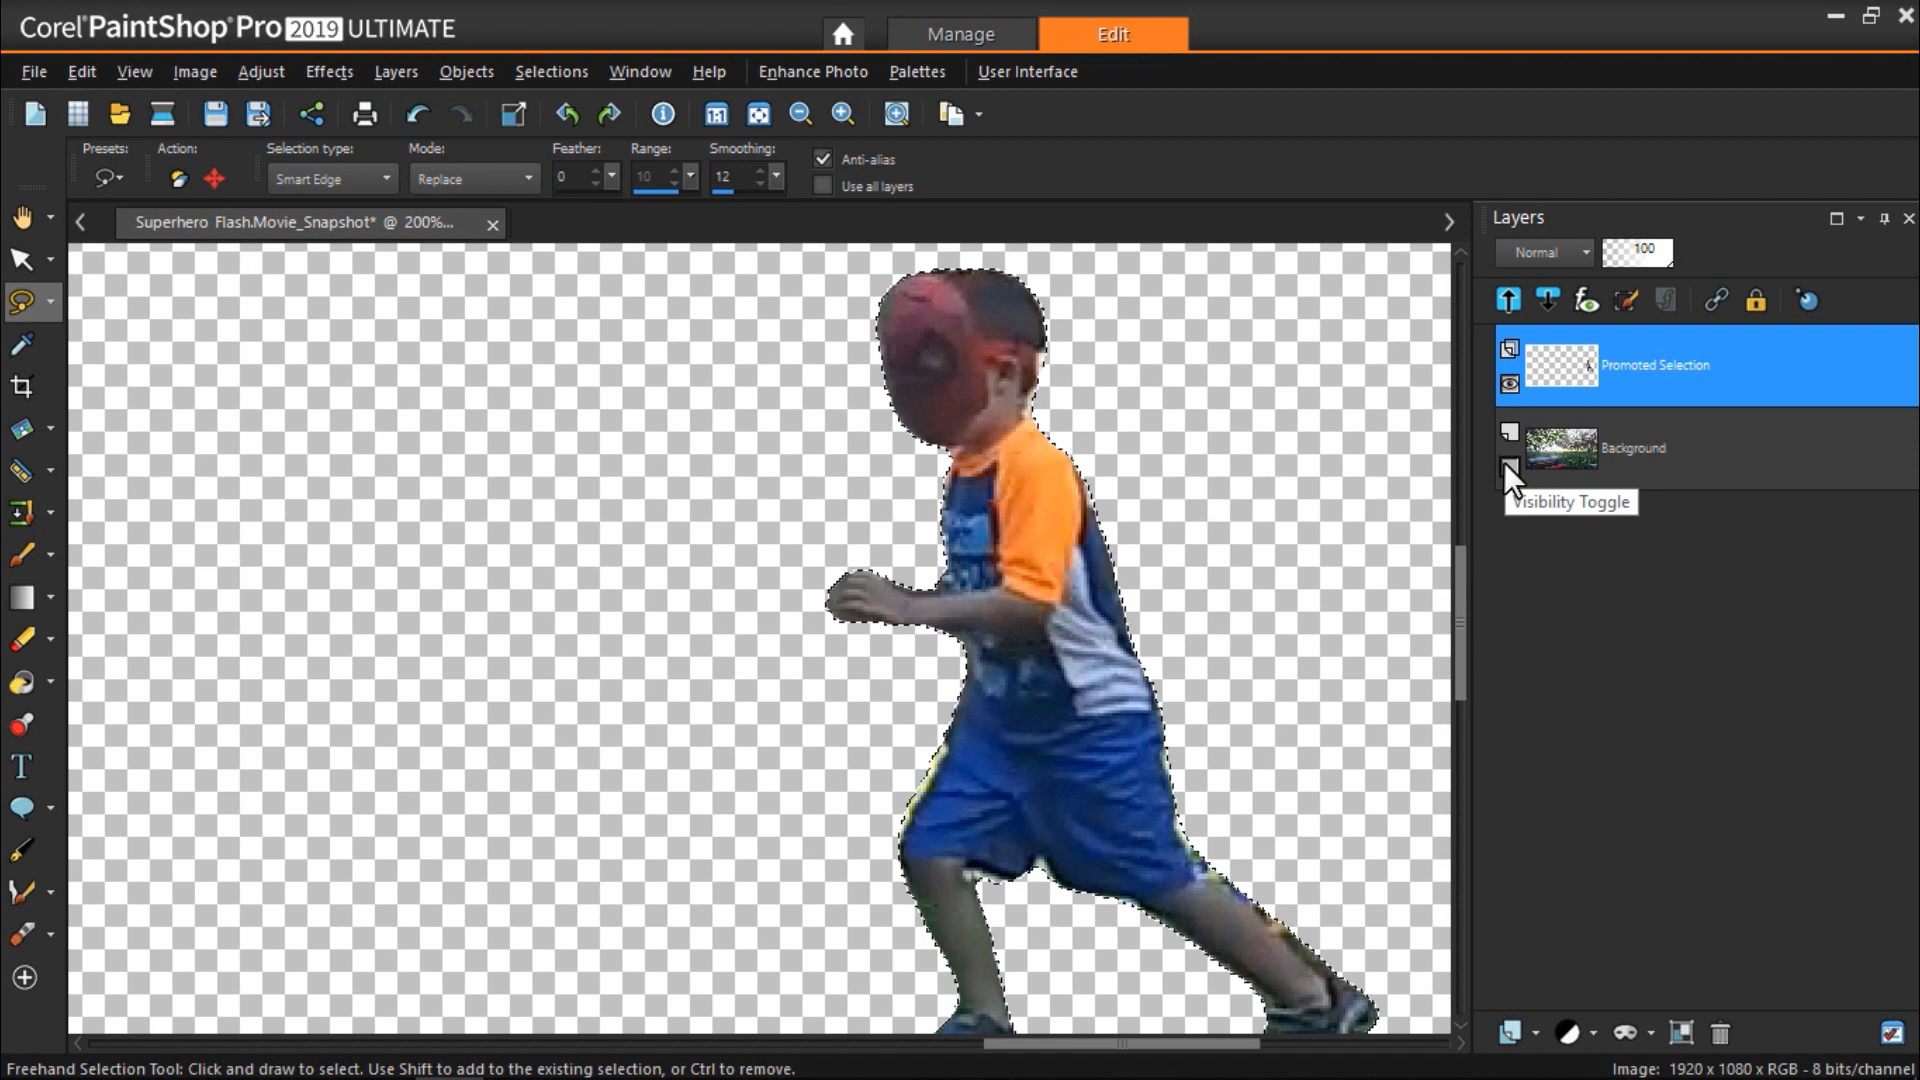 Corel® PaintShop® Pro 2019 ULTIMATE
Manage
Edit
File Edit View Image Adjust Effects Layers Objects Selections Window Help Enhance Photo Palettes User Interface
Presets: Action: Selection type: Mode: Feather: Range: Smoothing:
Smart Edge Replace 0 10 12
Anti-alias
Use all layers
Superhero Flash.Movie_Snapshot* @ 200%...
Layers
Normal 100
Promoted Selection
Background
Visibility Toggle
Freehand Selection Tool: Click and draw to select. Use Shift to add to the existing selection, or Ctrl to remove.
Image: 1920 x 1080 x RGB - 8 bits/channel